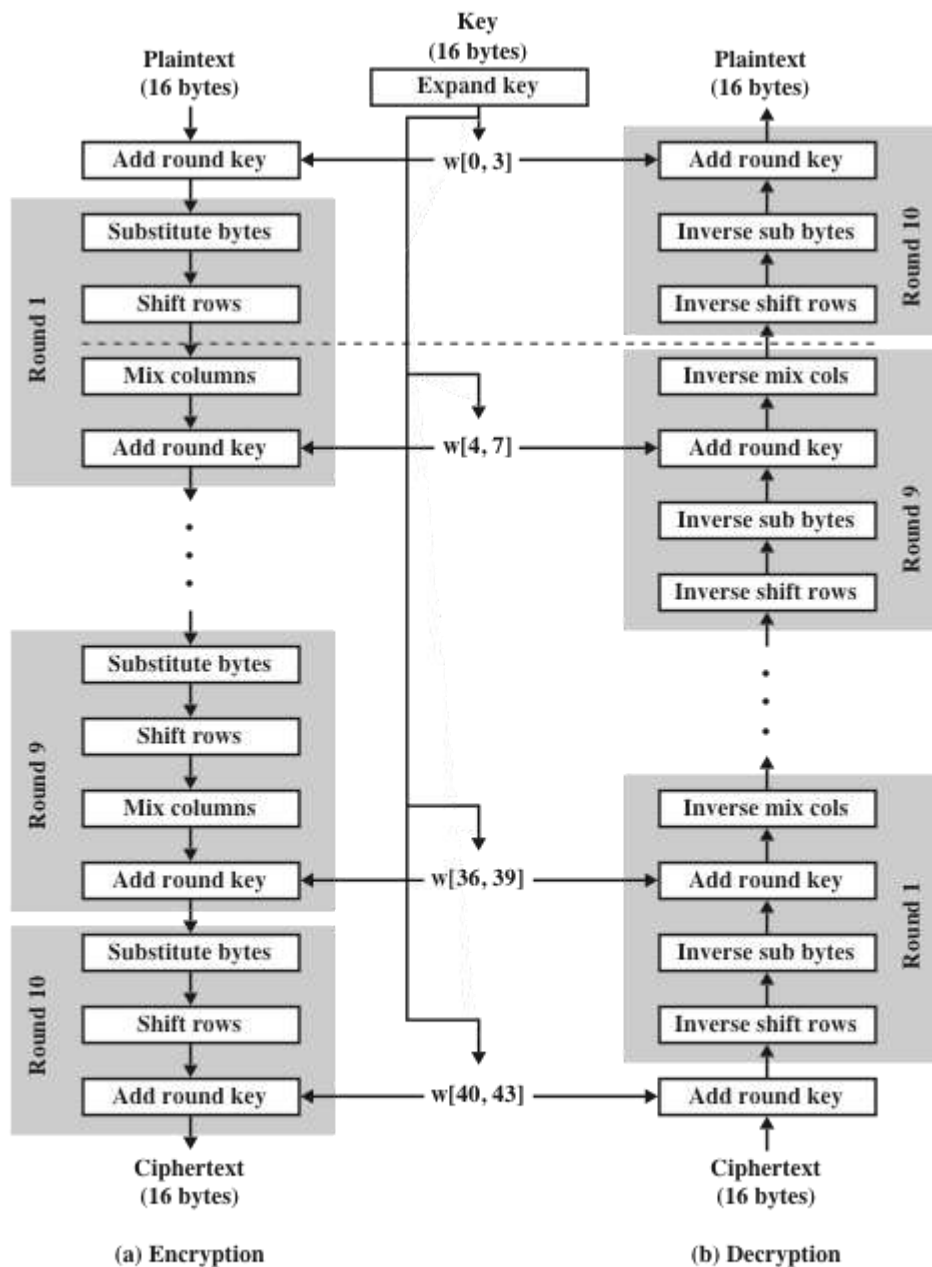 Key
(16 bytes)
Expand key
Plaintext
(16 bytes)
Add round key
Round 1
Substitute bytes
Shift rows
Mix columns
Add round key
Round 9
Substitute bytes
Shift rows
Mix columns
Add round key
Round 10
Substitute bytes
Shift rows
Add round key
Ciphertext
(16 bytes)
(a) Encryption
w[0, 3]
w[4, 7]
w[36, 39]
w[40, 43]
Plaintext
(16 bytes)
Add round key
Inverse sub bytes
Inverse shift rows
Round 10
Inverse mix cols
Add round key
Inverse sub bytes
Inverse shift rows
Round 9
Inverse mix cols
Add round key
Inverse sub bytes
Inverse shift rows
Round 1
Add round key
Ciphertext
(16 bytes)
(b) Decryption